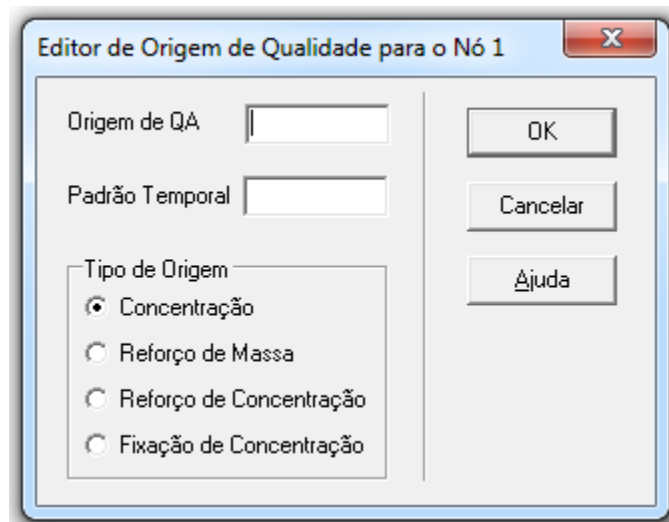 Editor de Origem de Qualidade para o Nó 1
Origem de QA
Padrão Temporal
Tipo de Origem
Concentração
Reforço de Massa
Reforço de Concentração
Fixação de Concentração
OK
Cancelar
Ajuda